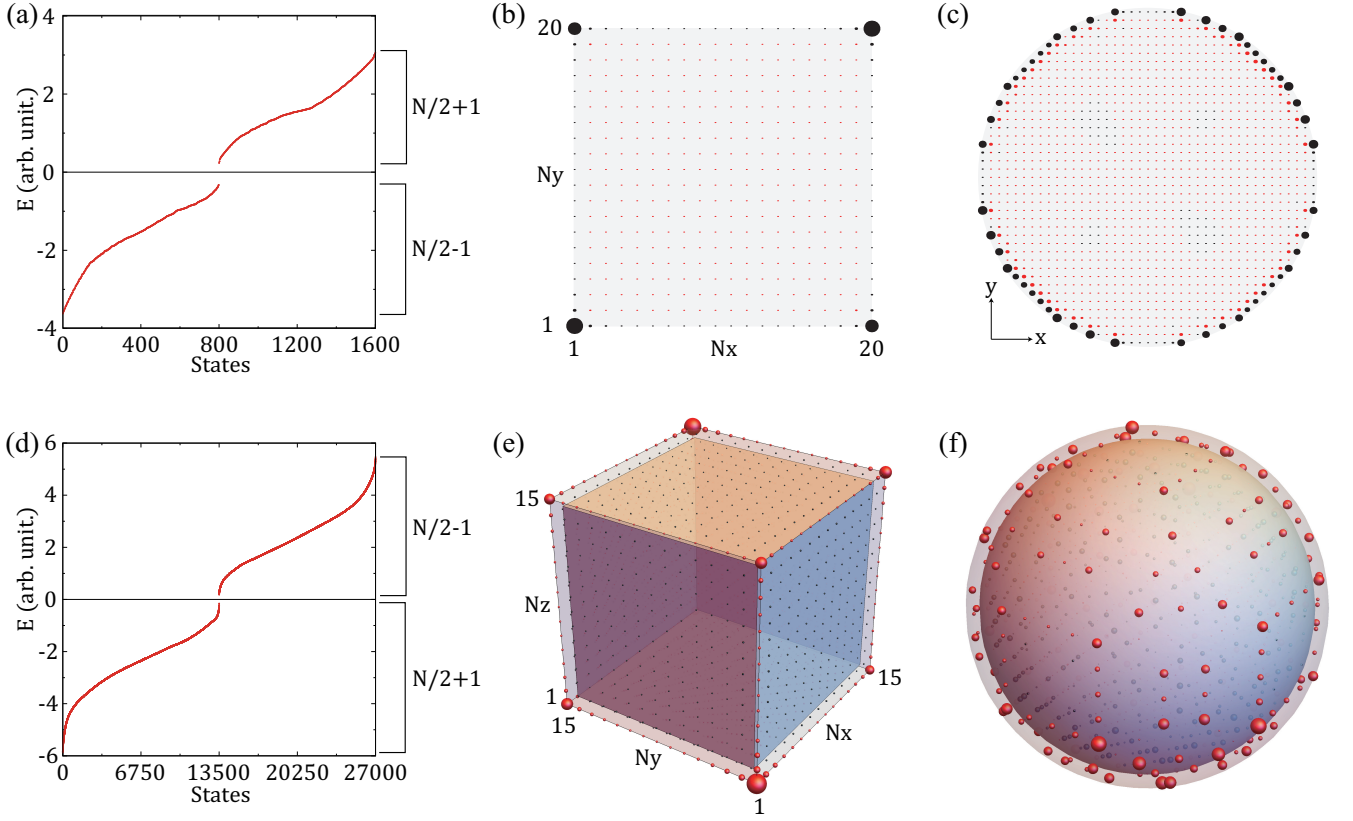 (a)
4
2
0
-2
-4
E (arb. unit.)
0
400
800
1200
1600
States
N/2+1
N/2-1
(b)
20
Ny
1
1
Nx
20
(c)
y
x
(d)
6
4
2
0
-2
-4
-6
E (arb. unit.)
0
6750
13500
20250
27000
States
N/2-1
N/2+1
(e)
15
Nz
1
15
Ny
1
Nx
15
(f)